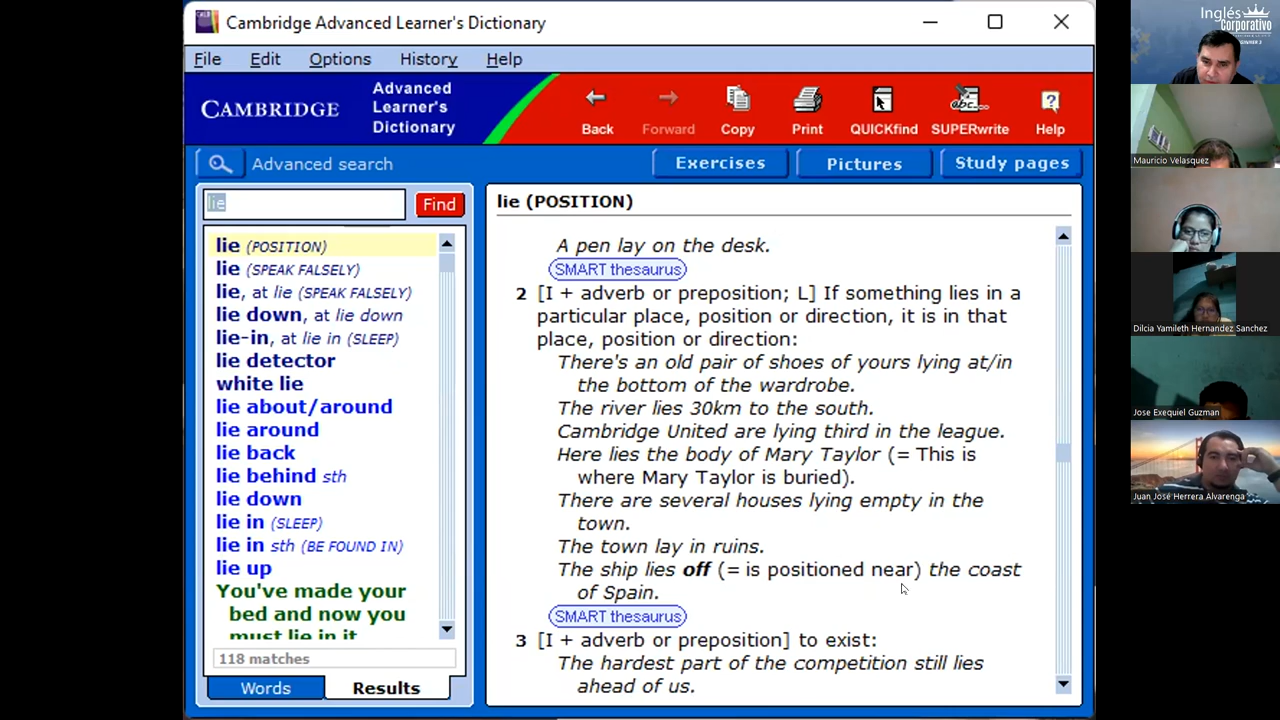 Cambridge Advanced Learner's Dictionary
File Edit Options History Help
CAMBRIDGE
Advanced
Learner's
Dictionary
Back Forward Copy Print QUICKfind SUPERwrite Help
abc...
?
Advanced search
Exercises Pictures Study pages
lie
Find
lie (POSITION)
lie (SPEAK FALSELY)
lie, at lie (SPEAK FALSELY)
lie down, at lie down
lie-in, at lie in (SLEEP)
lie detector
white lie
lie about/around
lie around
lie back
lie behind sth
lie down
lie in (SLEEP)
lie in sth (BE FOUND IN)
lie up
You've made your
bed and now you
must lie in it
118 matches
Words Results
lie (POSITION)
A pen lay on the desk.
SMART thesaurus
2 [I + adverb or preposition; L] If something lies in a
particular place, position or direction, it is in that
place, position or direction:
There's an old pair of shoes of yours lying at/in
the bottom of the wardrobe.
The river lies 30km to the south.
Cambridge United are lying third in the league.
Here lies the body of Mary Taylor (= This is
where Mary Taylor is buried).
There are several houses lying empty in the
town.
The town lay in ruins.
The ship lies off (= is positioned near) the coast
of Spain.
SMART thesaurus
3 [I + adverb or preposition] to exist:
The hardest part of the competition still lies
ahead of us.
Inglés
Corporativo
Mauricio Velasquez
Dilcia Yamileth Hernandez Sanchez
Jose Exequiel Guzman
Juan José Herrera Alvarenga